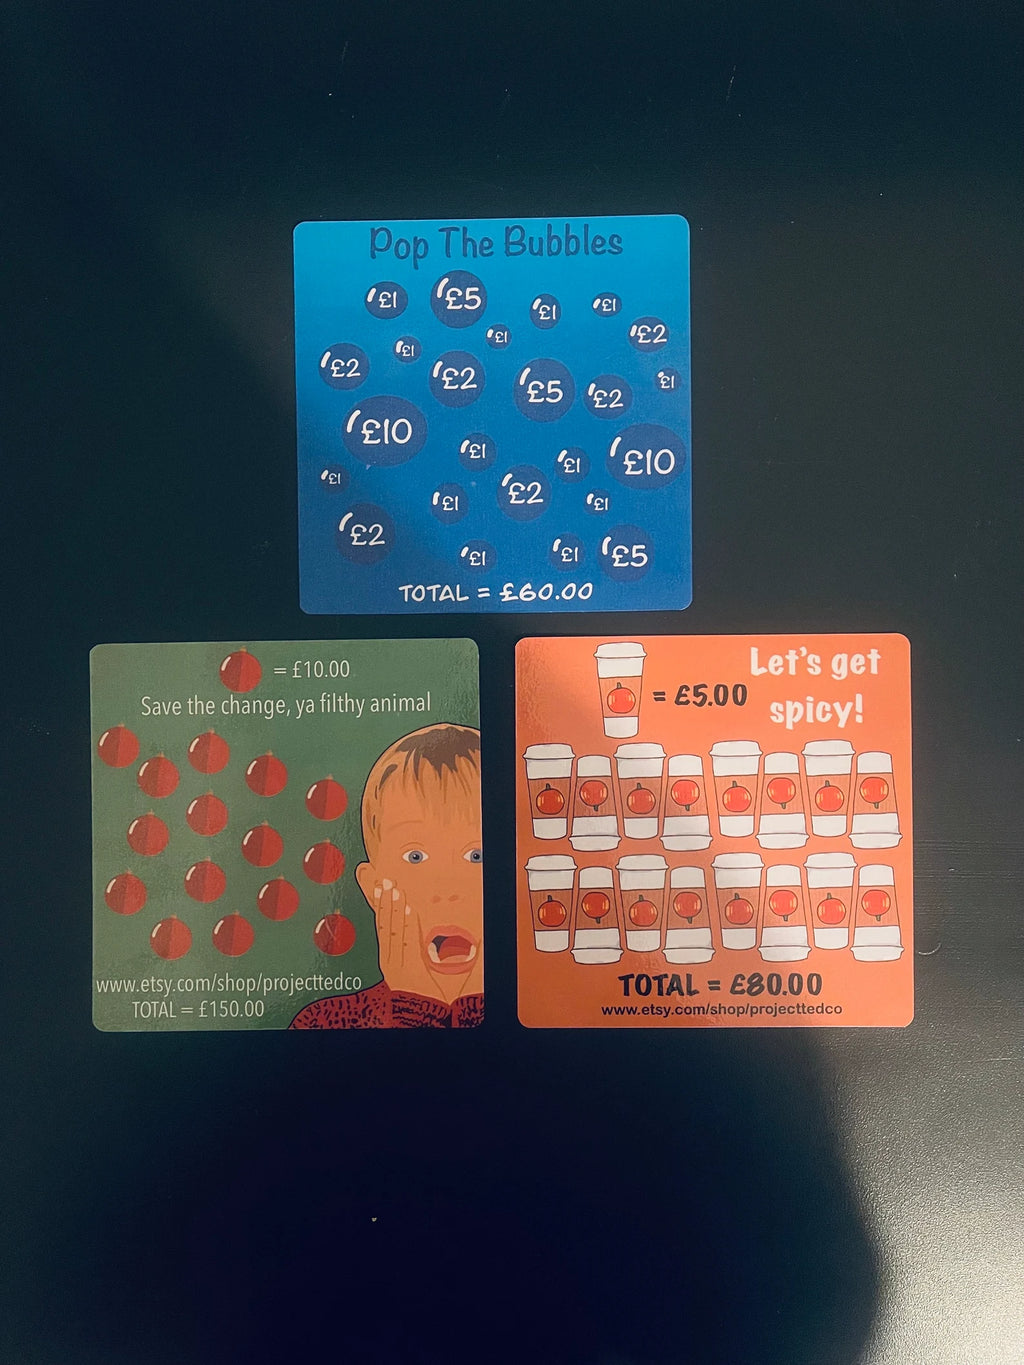 Pop The Bubbles
£1 £5 £1 £1
£1 £2
£2 £1 £2 £5 £2 £1
£10 £1 £1 £10
£1 £1 £2 £1
£2 £1 £1 £5
TOTAL = £60.00
= £10.00
Save the change, ya filthy animal
www.etsy.com/shop/projecttedco
TOTAL = £150.00
Let's get
spicy!
= £5.00
TOTAL = £80.00
www.etsy.com/shop/projecttedco